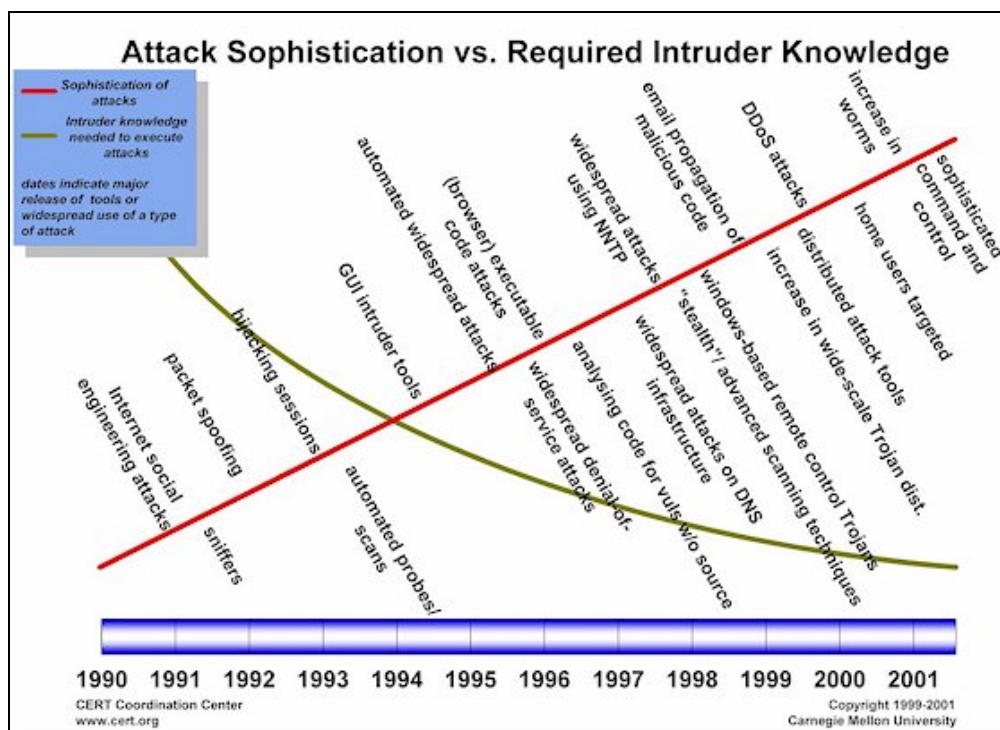 Attack Sophistication vs. Required Intruder Knowledge
Sophistication of
attacks
Intruder knowledge
needed to execute
attacks
dates indicate major
release of tools or
widespread use of a type
of attack
Internet social
engineering attacks
sniffers
packet spoofing
hijacking sessions
automated probes/
scans
GUI intruder tools
automated widespread attacks
widespread denial-of-
service attacks
(browser) executable
code attacks
analysing code for vuls w/o source
widespread attacks
using NNTP
widespread attacks on DNS
infrastructure
"stealth"/ advanced scanning techniques
windows-based remote control Trojans
email propagation of
malicious code
increase in wide-scale Trojan dist.
distributed attack tools
DDoS attacks
home users targeted
increase in
worms
sophisticated
command and
control
1990 1991 1992 1993 1994 1995 1996 1997 1998 1999 2000 2001
CERT Coordination Center
www.cert.org
Copyright 1999-2001
Carnegie Mellon University